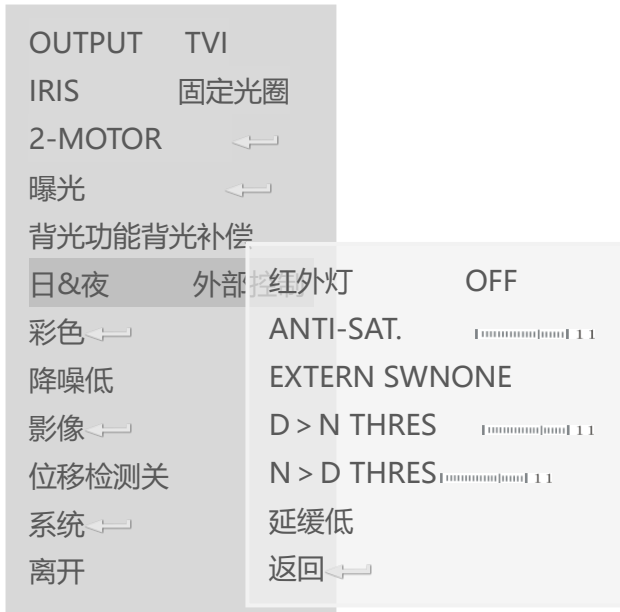 OUTPUT TVI
IRIS 固定光圈
2-MOTOR
曝光
背光功能背光补偿
日&夜 外部控制
彩色
降噪低
影像
位移检测关
系统
离开
红外灯 OFF
ANTI-SAT. 11
EXTERN SWNONE
D > N THRES 11
N > D THRES 11
延缓低
返回